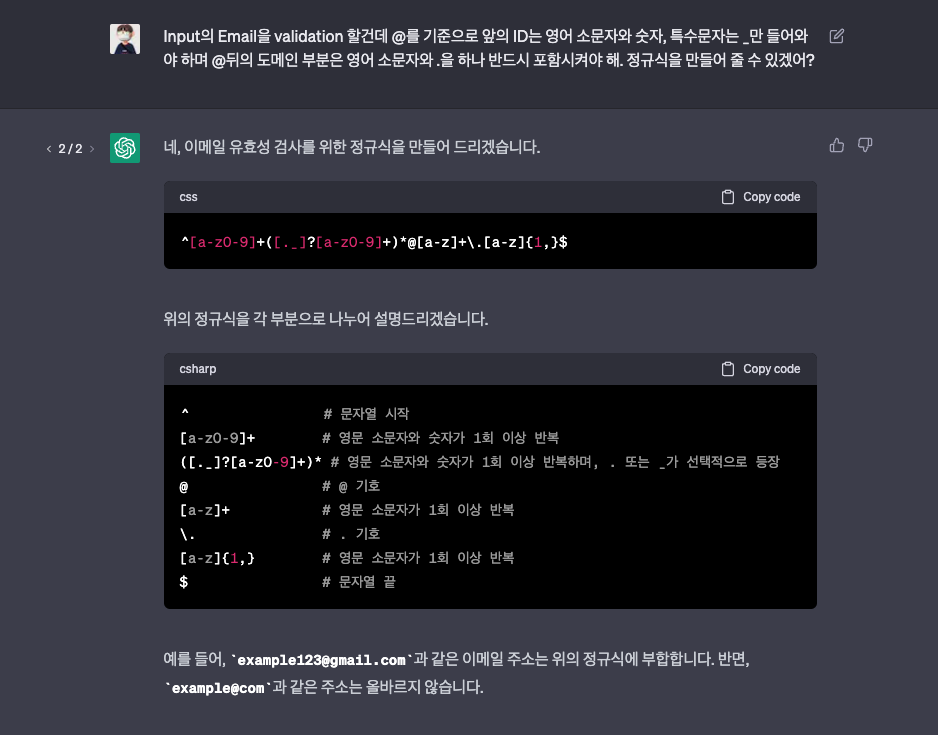 Input의 Email을 validation 할건데 @를 기준으로 앞의 ID는 영어 소문자와 숫자, 특수문자는 _만 들어와
야 하며 @뒤의 도메인 부분은 영어 소문자와 .을 하나 반드시 포함시켜야 해. 정규식을 만들어 줄 수 있겠어?
< 2 / 2 >
네, 이메일 유효성 검사를 위한 정규식을 만들어 드리겠습니다.
css Copy code
^[a-z0-9]+([._]?[a-z0-9]+)*@[a-z]+\.[a-z]{1,}$
위의 정규식을 각 부분으로 나누어 설명드리겠습니다.
csharp Copy code
^ # 문자열 시작
[a-z0-9]+ # 영문 소문자와 숫자가 1회 이상 반복
([._]?[a-z0-9]+)* # 영문 소문자와 숫자가 1회 이상 반복하며, . 또는 _가 선택적으로 등장
@ # @ 기호
[a-z]+ # 영문 소문자가 1회 이상 반복
\. # . 기호
[a-z]{1,} # 영문 소문자가 1회 이상 반복
$ # 문자열 끝
예를 들어, `example123@gmail.com`과 같은 이메일 주소는 위의 정규식에 부합합니다. 반면,
`example@com`과 같은 주소는 올바르지 않습니다.